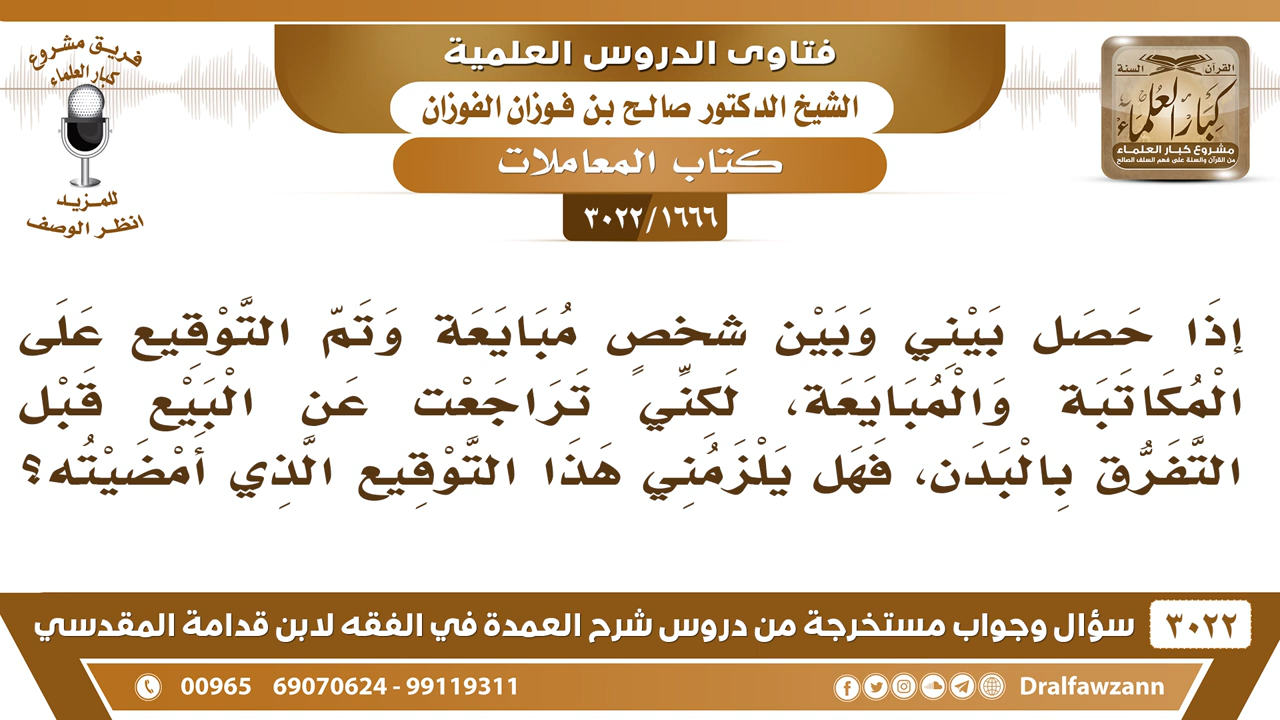 فريق مشروع
كبار العلماء
للمزيد
انظر الوصف
فتاوى الدروس العلمية
الشيخ الدكتور صالح بن فوزان الفوزان
كتاب المعاملات
٣٠٢٢/١٦٦٦
القرآن السنة
كبار العلماء
مشروع كبار العلماء
من القرآن والسنة على فهم السلف الصالح
إذَا حَصَل بَيْنِي وَبَيْن شخصٍ مُبَايَعَة وَتَمّ التَّوْقيع عَلَى
الْمُكَاتَبَة وَالْمُبَايَعَة، لَكنِّي تَرَاجَعْت عَن الْبَيْع قَبْل
التَّفَرُّق بِالْبَدَن، فَهَل يَلْزَمُنِي هَذَا التَّوْقِيع الَّذِي أَمْضَيْتُه؟
٣٠٢٢ سؤال وجواب مستخرجة من دروس شرح العمدة في الفقه لابن قدامة المقدسي
00965 69070624 - 99119311
Dralfawzann